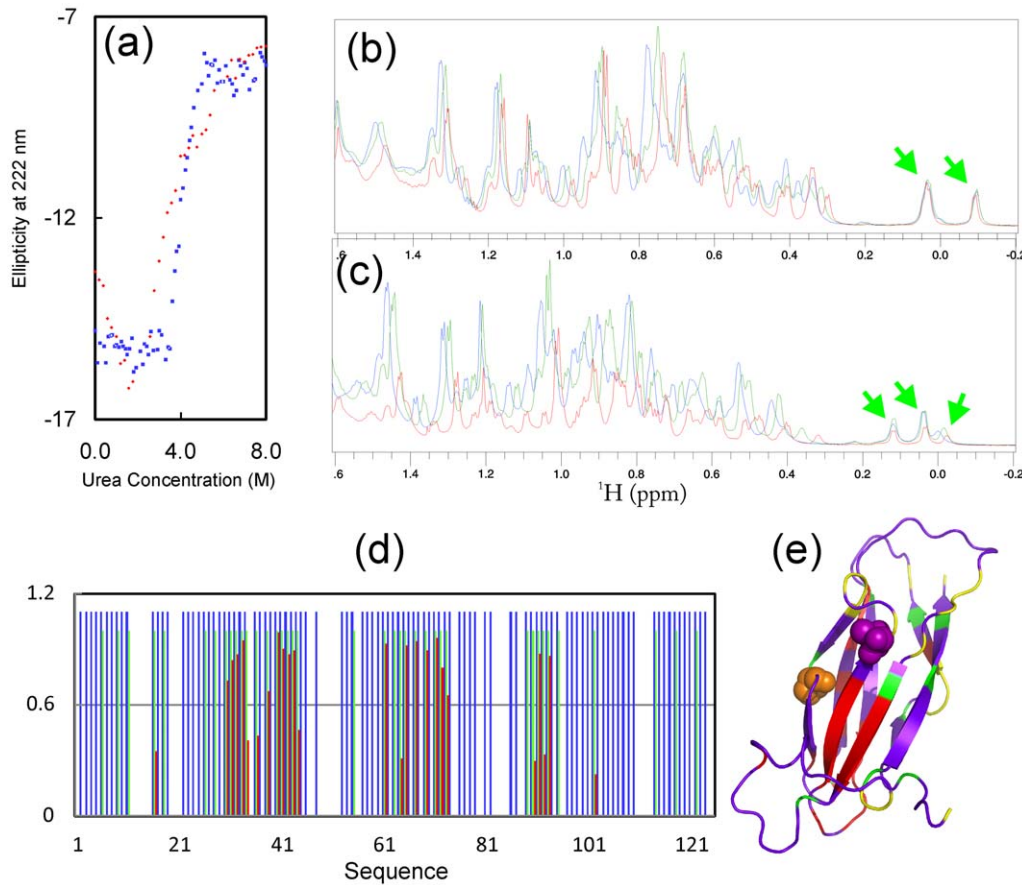 (a)
-7
-12
-17
0.0 4.0 8.0
Ellipticity at 222 nm
Urea Concentration (M)
(b)
.6 1.4 1.2 1.0 0.8 0.6 0.4 0.2 0.0 -0.2
(c)
.6 1.4 1.2 1.0 0.8 0.6 0.4 0.2 0.0 -0.2
¹H (ppm)
(d)
1.2
0.6
0
1 21 41 61 81 101 121
Sequence
(e)